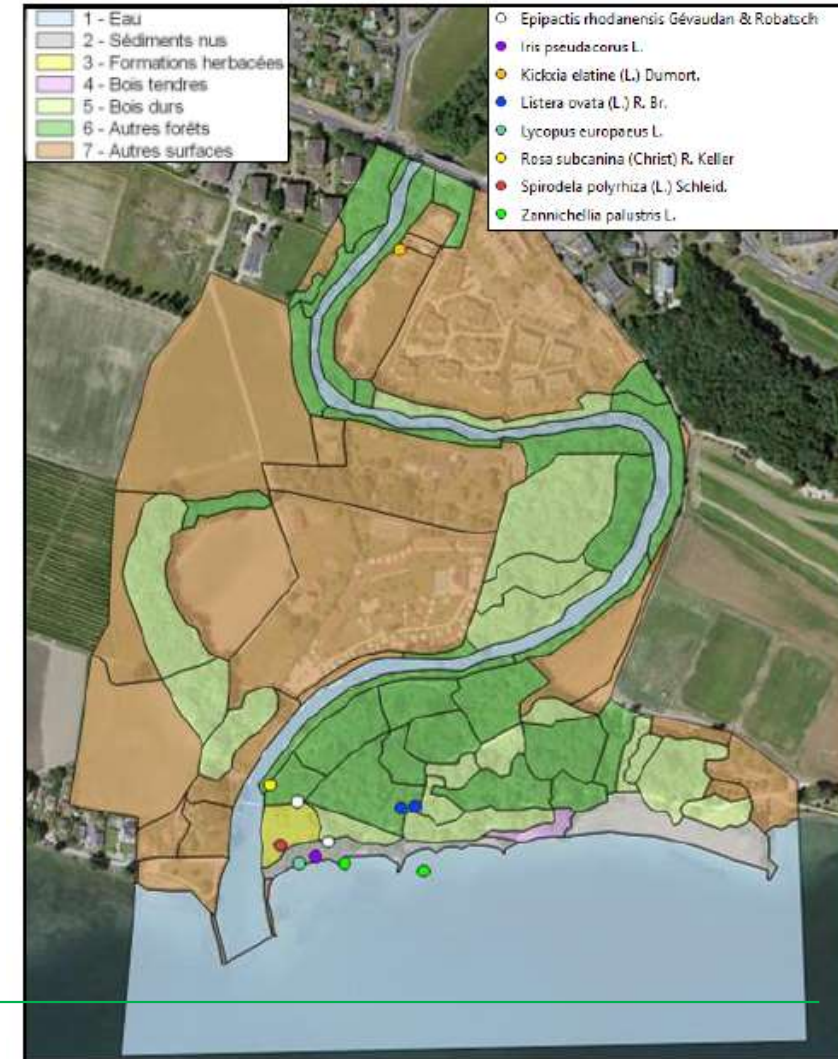 1 - Eau
2 - Sédiments nus
3 - Formations herbacées
4 - Bois tendres
5 - Bois durs
6 - Autres forêts
7 - Autres surfaces
Epipactis rhodanensis Gévaudan & Robatsch
Iris pseudacorus L.
Kickxia elatine (L.) Dumort.
Listera ovata (L.) R. Br.
Lycopus europaeus L.
Rosa subcanina (Christ) R. Keller
Spirodela polyrhiza (L.) Schleid.
Zannichellia palustris L.